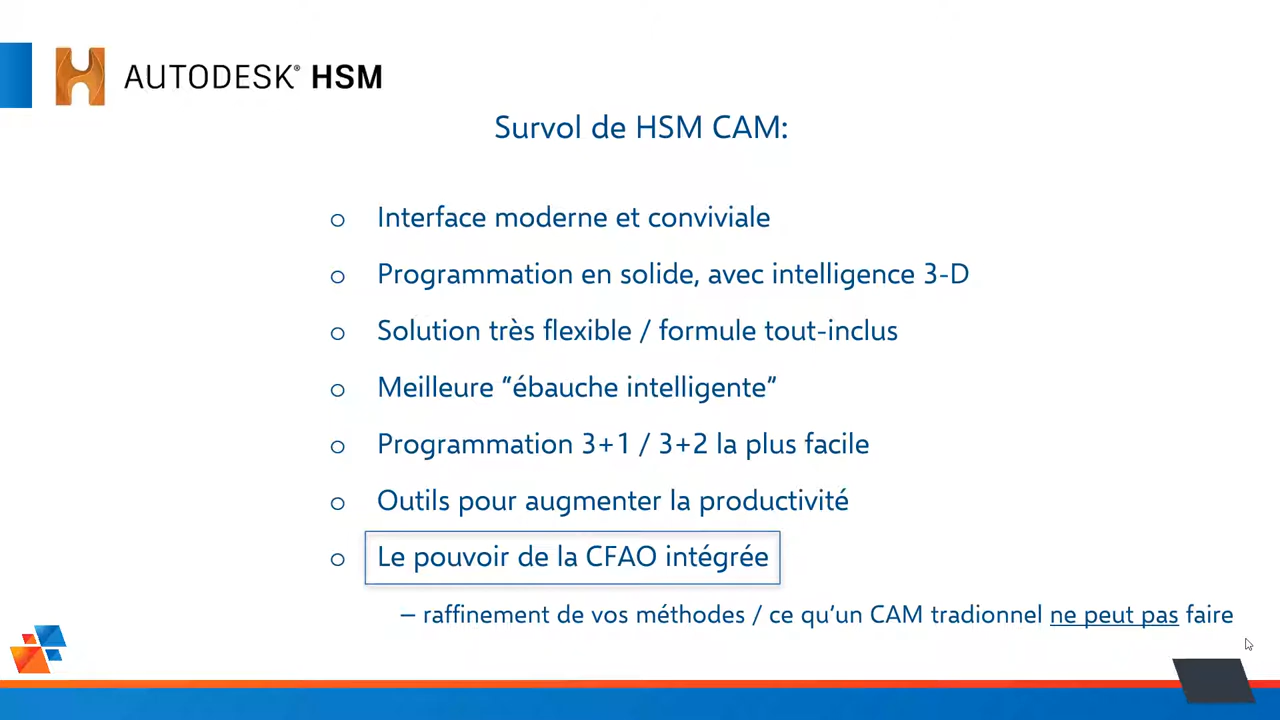 AUTODESK® HSM
Survol de HSM CAM:
o Interface moderne et conviviale
o Programmation en solide, avec intelligence 3-D
o Solution très flexible / formule tout-inclus
o Meilleure “ébauche intelligente”
o Programmation 3+1 / 3+2 la plus facile
o Outils pour augmenter la productivité
o Le pouvoir de la CFAO intégrée
– raffinement de vos méthodes / ce qu’un CAM tradionnel ne peut pas faire